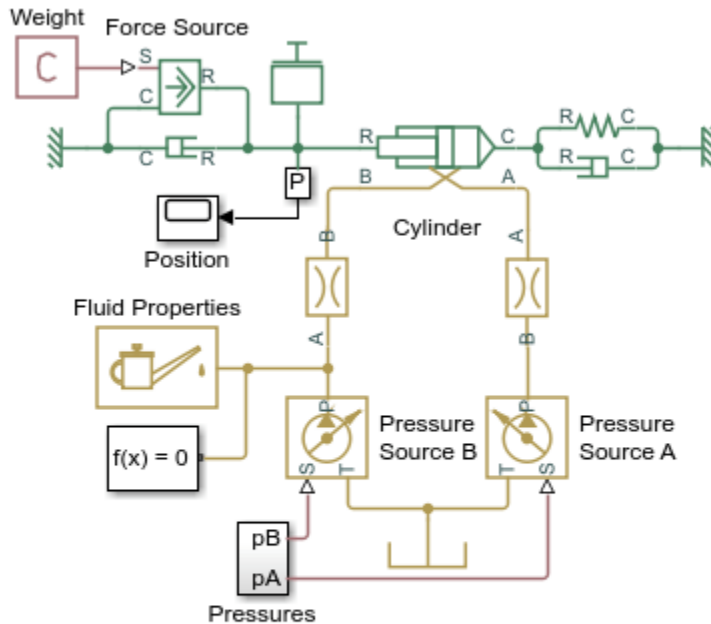 Weight
Force Source
C
S
R
C
C
R
R
C
R
C
R
C
P
B
A
Position
Cylinder
B
A
Fluid Properties
A
B
f(x) = 0
P
P
Pressure
Source B
Pressure
Source A
S
T
T
S
pB
pA
Pressures